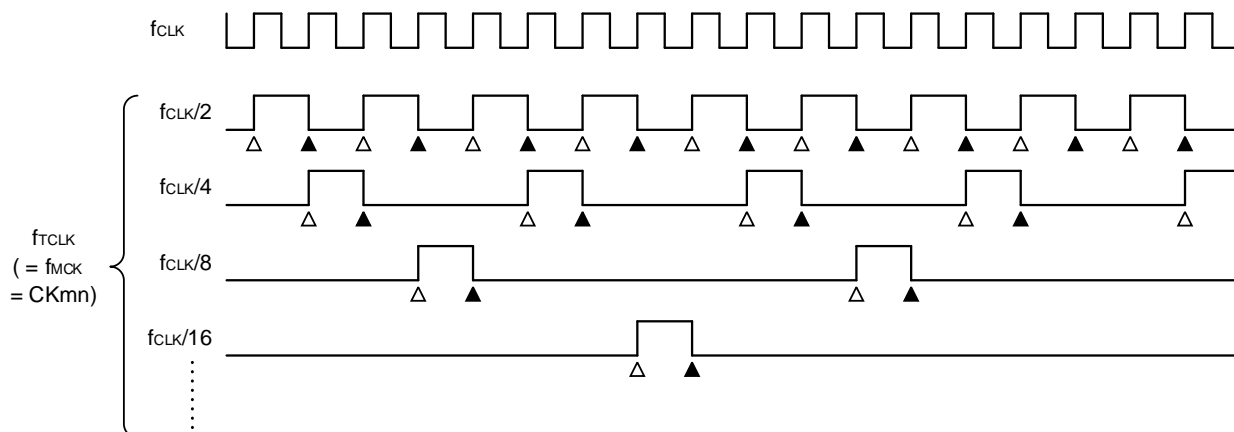 fCLK
fCLK/2
fCLK/4
fTCLK
( = fMCK
= CKmn)
fCLK/8
fCLK/16